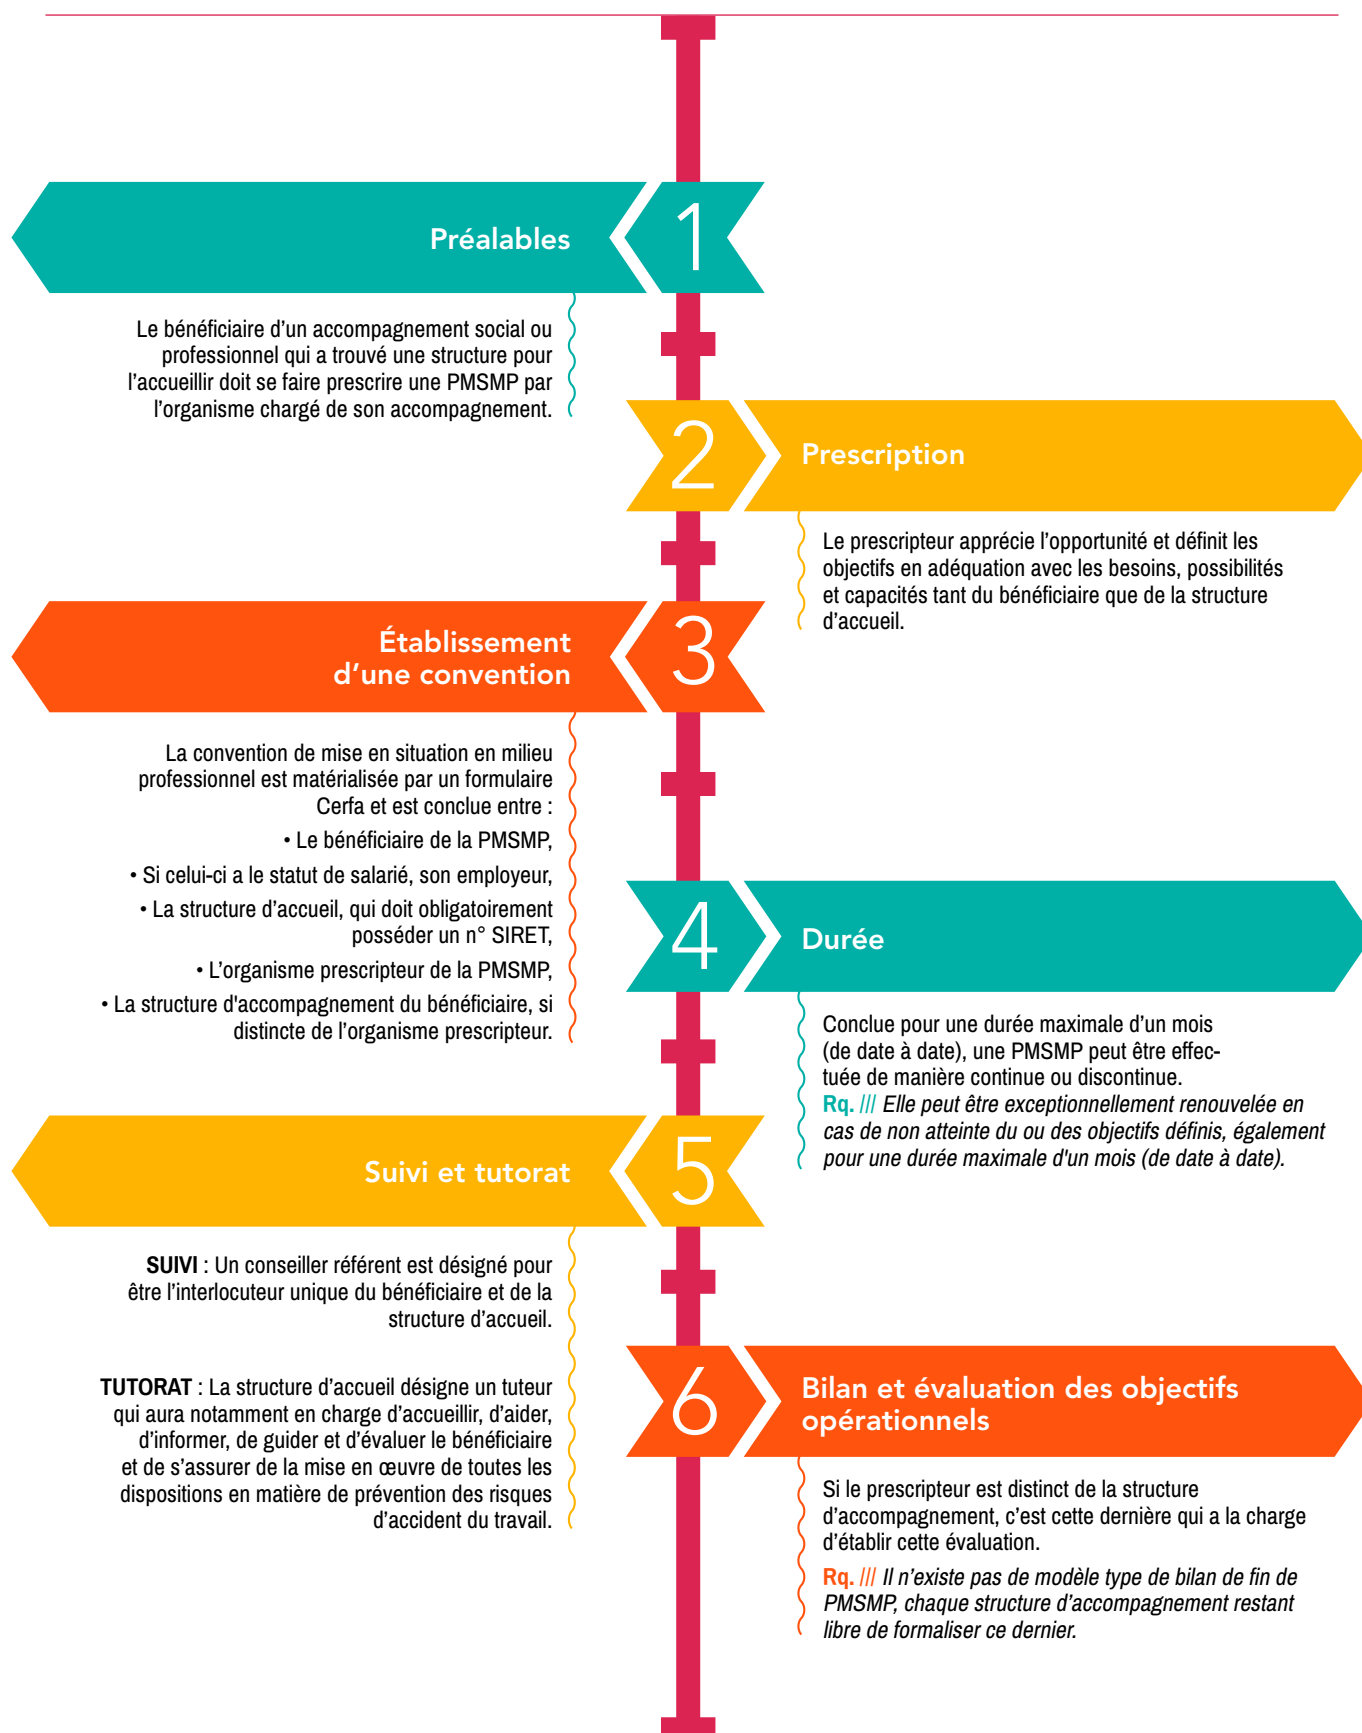 1
Préalables
Le bénéficiaire d’un accompagnement social ou
professionnel qui a trouvé une structure pour
l’accueillir doit se faire prescrire une PMSMP par
l’organisme chargé de son accompagnement.
2
Prescription
Le prescripteur apprécie l’opportunité et définit les
objectifs en adéquation avec les besoins, possibilités
et capacités tant du bénéficiaire que de la structure
d’accueil.
3
Établissement
d’une convention
La convention de mise en situation en milieu
professionnel est matérialisée par un formulaire
Cerfa et est conclue entre :
• Le bénéficiaire de la PMSMP,
• Si celui-ci a le statut de salarié, son employeur,
• La structure d’accueil, qui doit obligatoirement
posséder un n° SIRET,
• L’organisme prescripteur de la PMSMP,
• La structure d'accompagnement du bénéficiaire, si
distincte de l’organisme prescripteur.
4
Durée
Conclue pour une durée maximale d’un mois
(de date à date), une PMSMP peut être effec-
tuée de manière continue ou discontinue.
Rq. /// Elle peut être exceptionnellement renouvelée en
cas de non atteinte du ou des objectifs définis, également
pour une durée maximale d'un mois (de date à date).
5
Suivi et tutorat
SUIVI : Un conseiller référent est désigné pour
être l’interlocuteur unique du bénéficiaire et de la
structure d’accueil.
TUTORAT : La structure d’accueil désigne un tuteur
qui aura notamment en charge d’accueillir, d’aider,
d’informer, de guider et d’évaluer le bénéficiaire
et de s’assurer de la mise en œuvre de toutes les
dispositions en matière de prévention des risques
d’accident du travail.
6
Bilan et évaluation des objectifs
opérationnels
Si le prescripteur est distinct de la structure
d’accompagnement, c’est cette dernière qui a la charge
d’établir cette évaluation.
Rq. /// Il n’existe pas de modèle type de bilan de fin de
PMSMP, chaque structure d’accompagnement restant
libre de formaliser ce dernier.